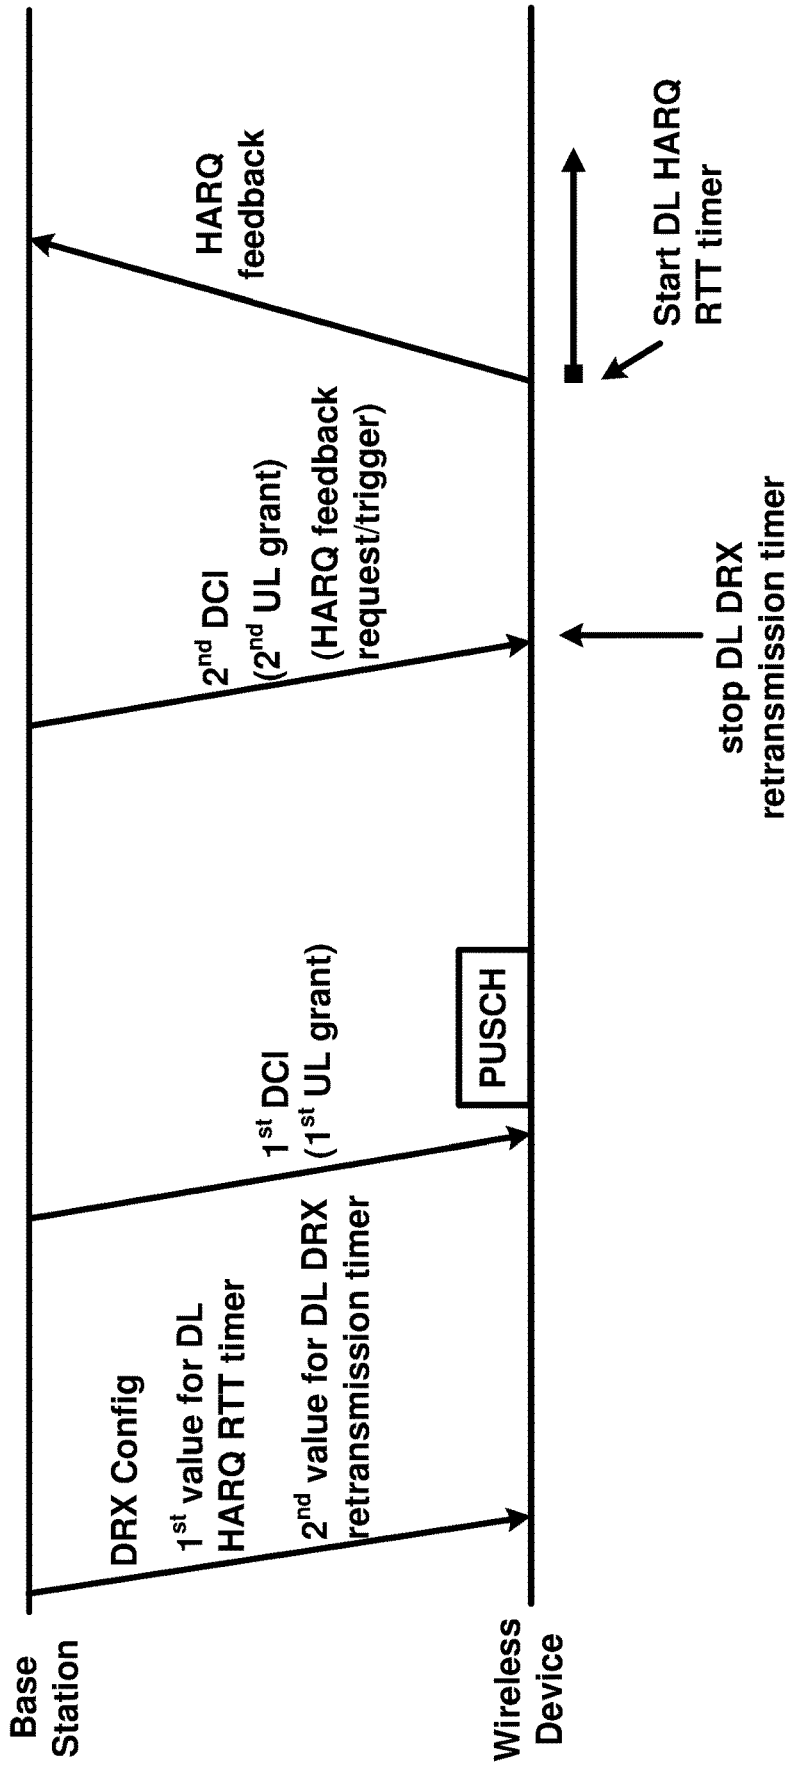 Base
Station
Wireless
Device
DRX Config
1st value for DL
HARQ RTT timer
2nd value for DL DRX
retransmission timer
1st DCI
(1st UL grant)
PUSCH
2nd DCI
(2nd UL grant)
(HARQ feedback
request/trigger)
stop DL DRX
retransmission timer
HARQ
feedback
Start DL HARQ
RTT timer